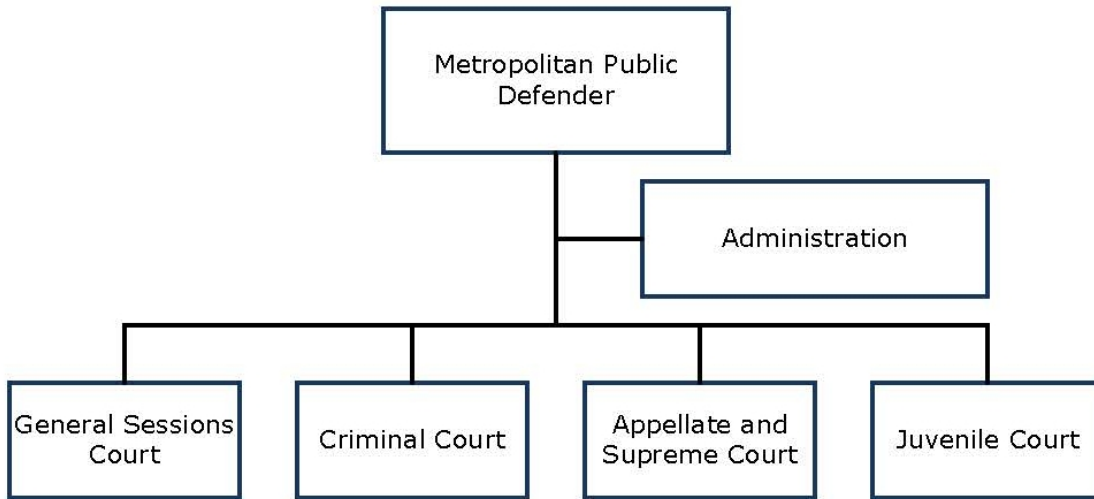 Metropolitan Public
Defender
Administration
General Sessions
Court
Criminal Court
Appellate and
Supreme Court
Juvenile Court